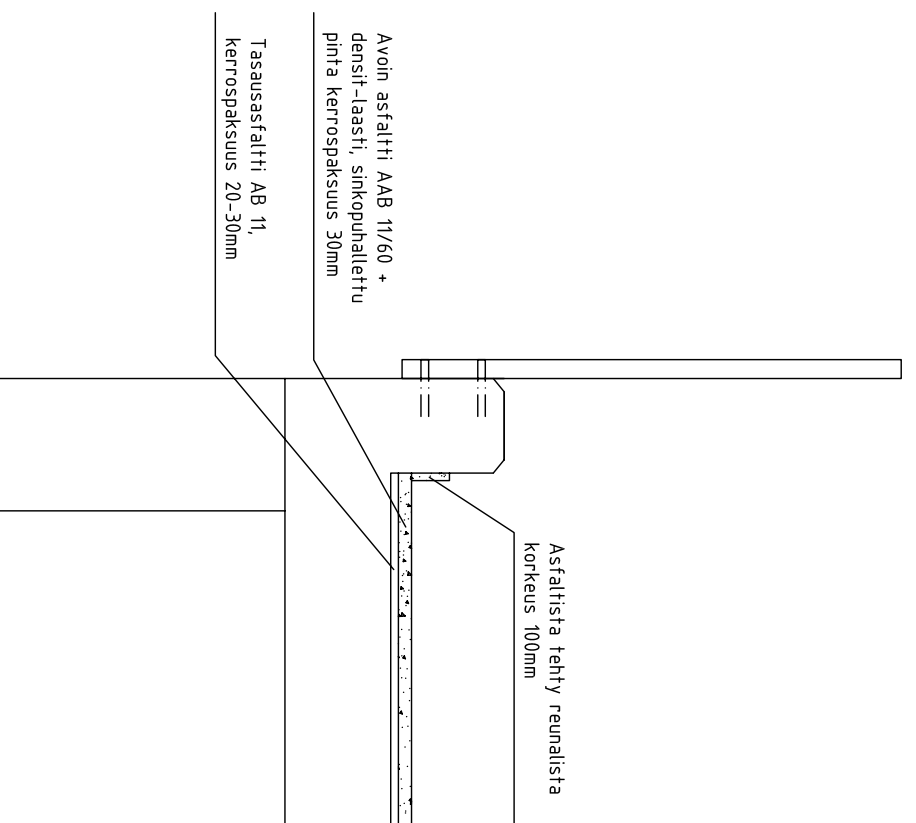 Avoin asfaltti AAB 11/60 +
densit-laasti, sinkopuhallettu
pinta kerrospaksuus 30mm
Tasausasfaltti AB 11,
kerrospaksuus 20-30mm
Asfaltista tehty reunalista
korkeus 100mm